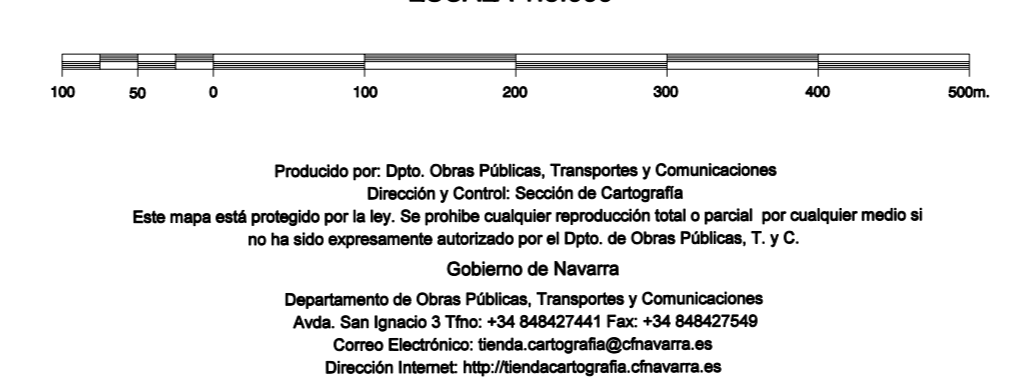 100 50 0 100 200 300 400 500m.
Producido por: Dpto. Obras Públicas, Transportes y Comunicaciones
Dirección y Control: Sección de Cartografía
Este mapa está protegido por la ley. Se prohibe cualquier reproducción total o parcial por cualquier medio si
no ha sido expresamente autorizado por el Dpto. de Obras Públicas, T. y C.
Gobierno de Navarra
Departamento de Obras Públicas, Transportes y Comunicaciones
Avda. San Ignacio 3 Tfno: +34 848427441 Fax: +34 848427549
Correo Electrónico: tienda.cartografia@cfnavarra.es
Dirección Internet: http://tiendacartografia.cfnavarra.es